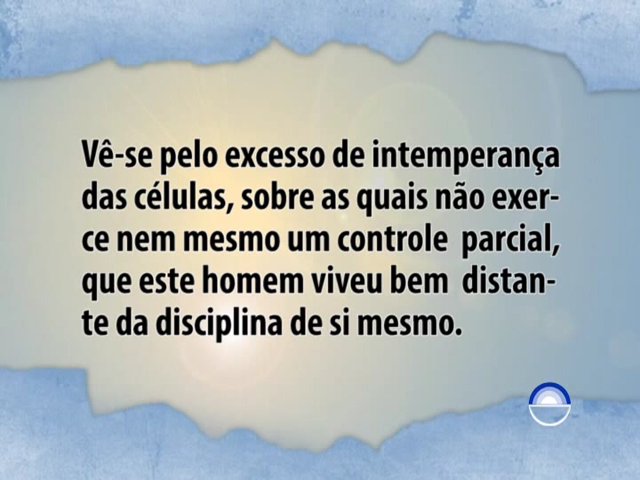 Vê-se pelo excesso de intemperança
das células, sobre as quais não exer-
ce nem mesmo um controle parcial,
que este homem viveu bem distan-
te da disciplina de si mesmo.